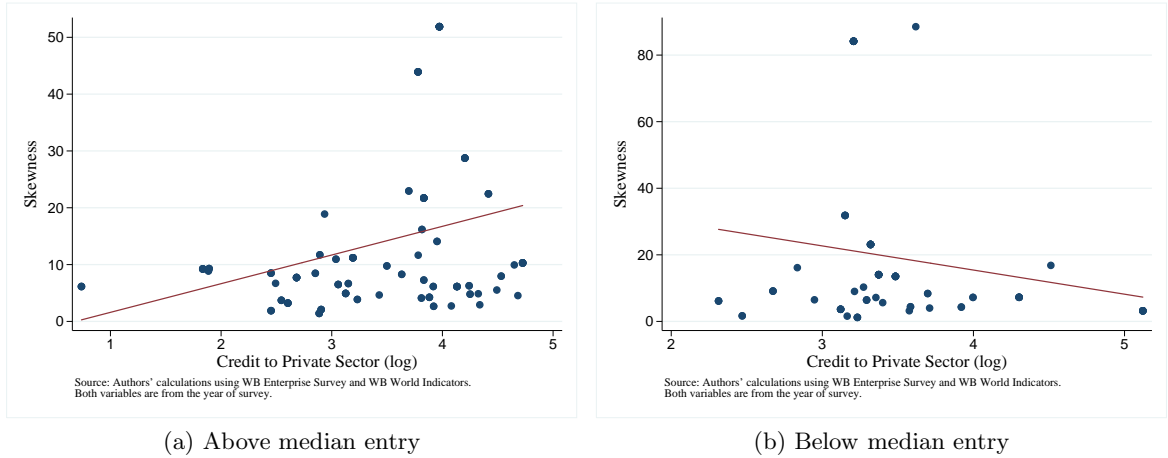 50
40
30
20
10
0
Skewness
1
2
3
4
5
Credit to Private Sector (log)
Source: Authors' calculations using WB Enterprise Survey and WB World Indicators.
Both variables are from the year of survey.
(a) Above median entry
80
60
40
20
0
Skewness
2
3
4
5
Credit to Private Sector (log)
Source: Authors' calculations using WB Enterprise Survey and WB World Indicators.
Both variables are from the year of survey.
(b) Below median entry